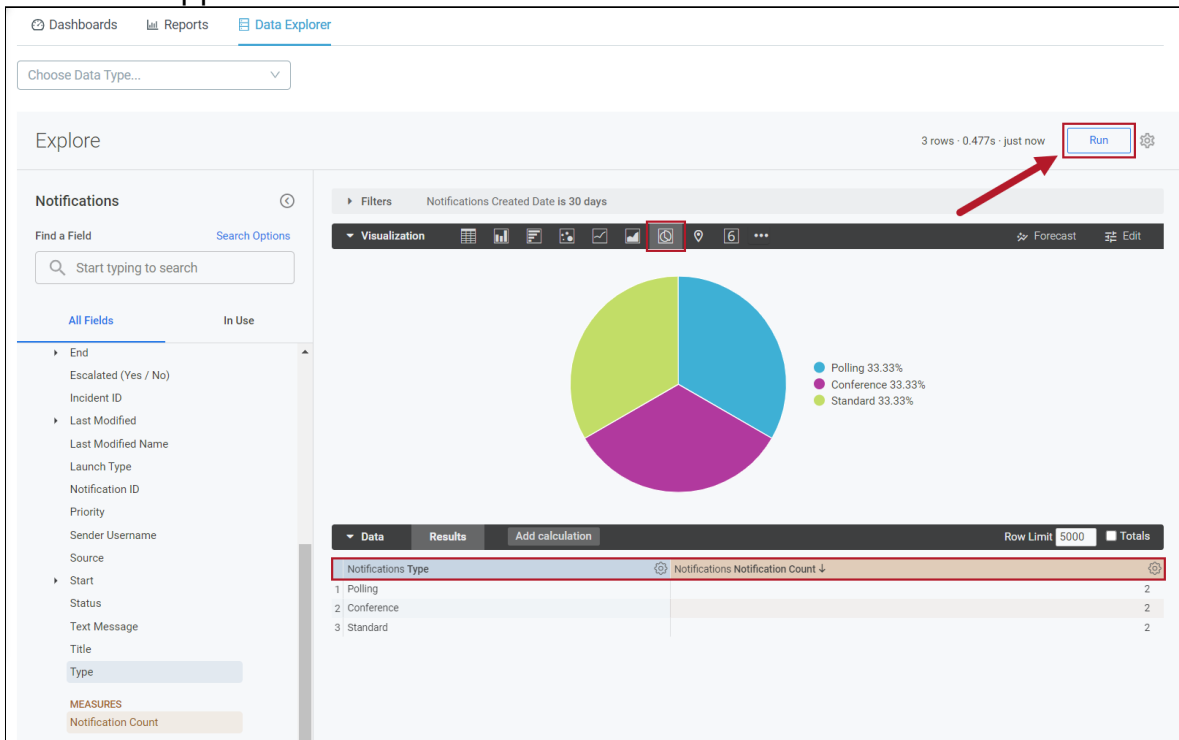 Dashboards Reports Data Explorer
Choose Data Type...
Explore
3 rows · 0.477s · just now Run
Notifications
Find a Field Search Options
Start typing to search
All Fields In Use
End
Escalated (Yes / No)
Incident ID
Last Modified
Last Modified Name
Launch Type
Notification ID
Priority
Sender Username
Source
Start
Status
Text Message
Title
Type
MEASURES
Notification Count
Filters Notifications Created Date is 30 days
Visualization 6 ••• Forecast Edit
Polling 33.33%
Conference 33.33%
Standard 33.33%
Data Results Add calculation Row Limit 5000 Totals
Notifications Type Notifications Notification Count ↓
1 Polling 2
2 Conference 2
3 Standard 2